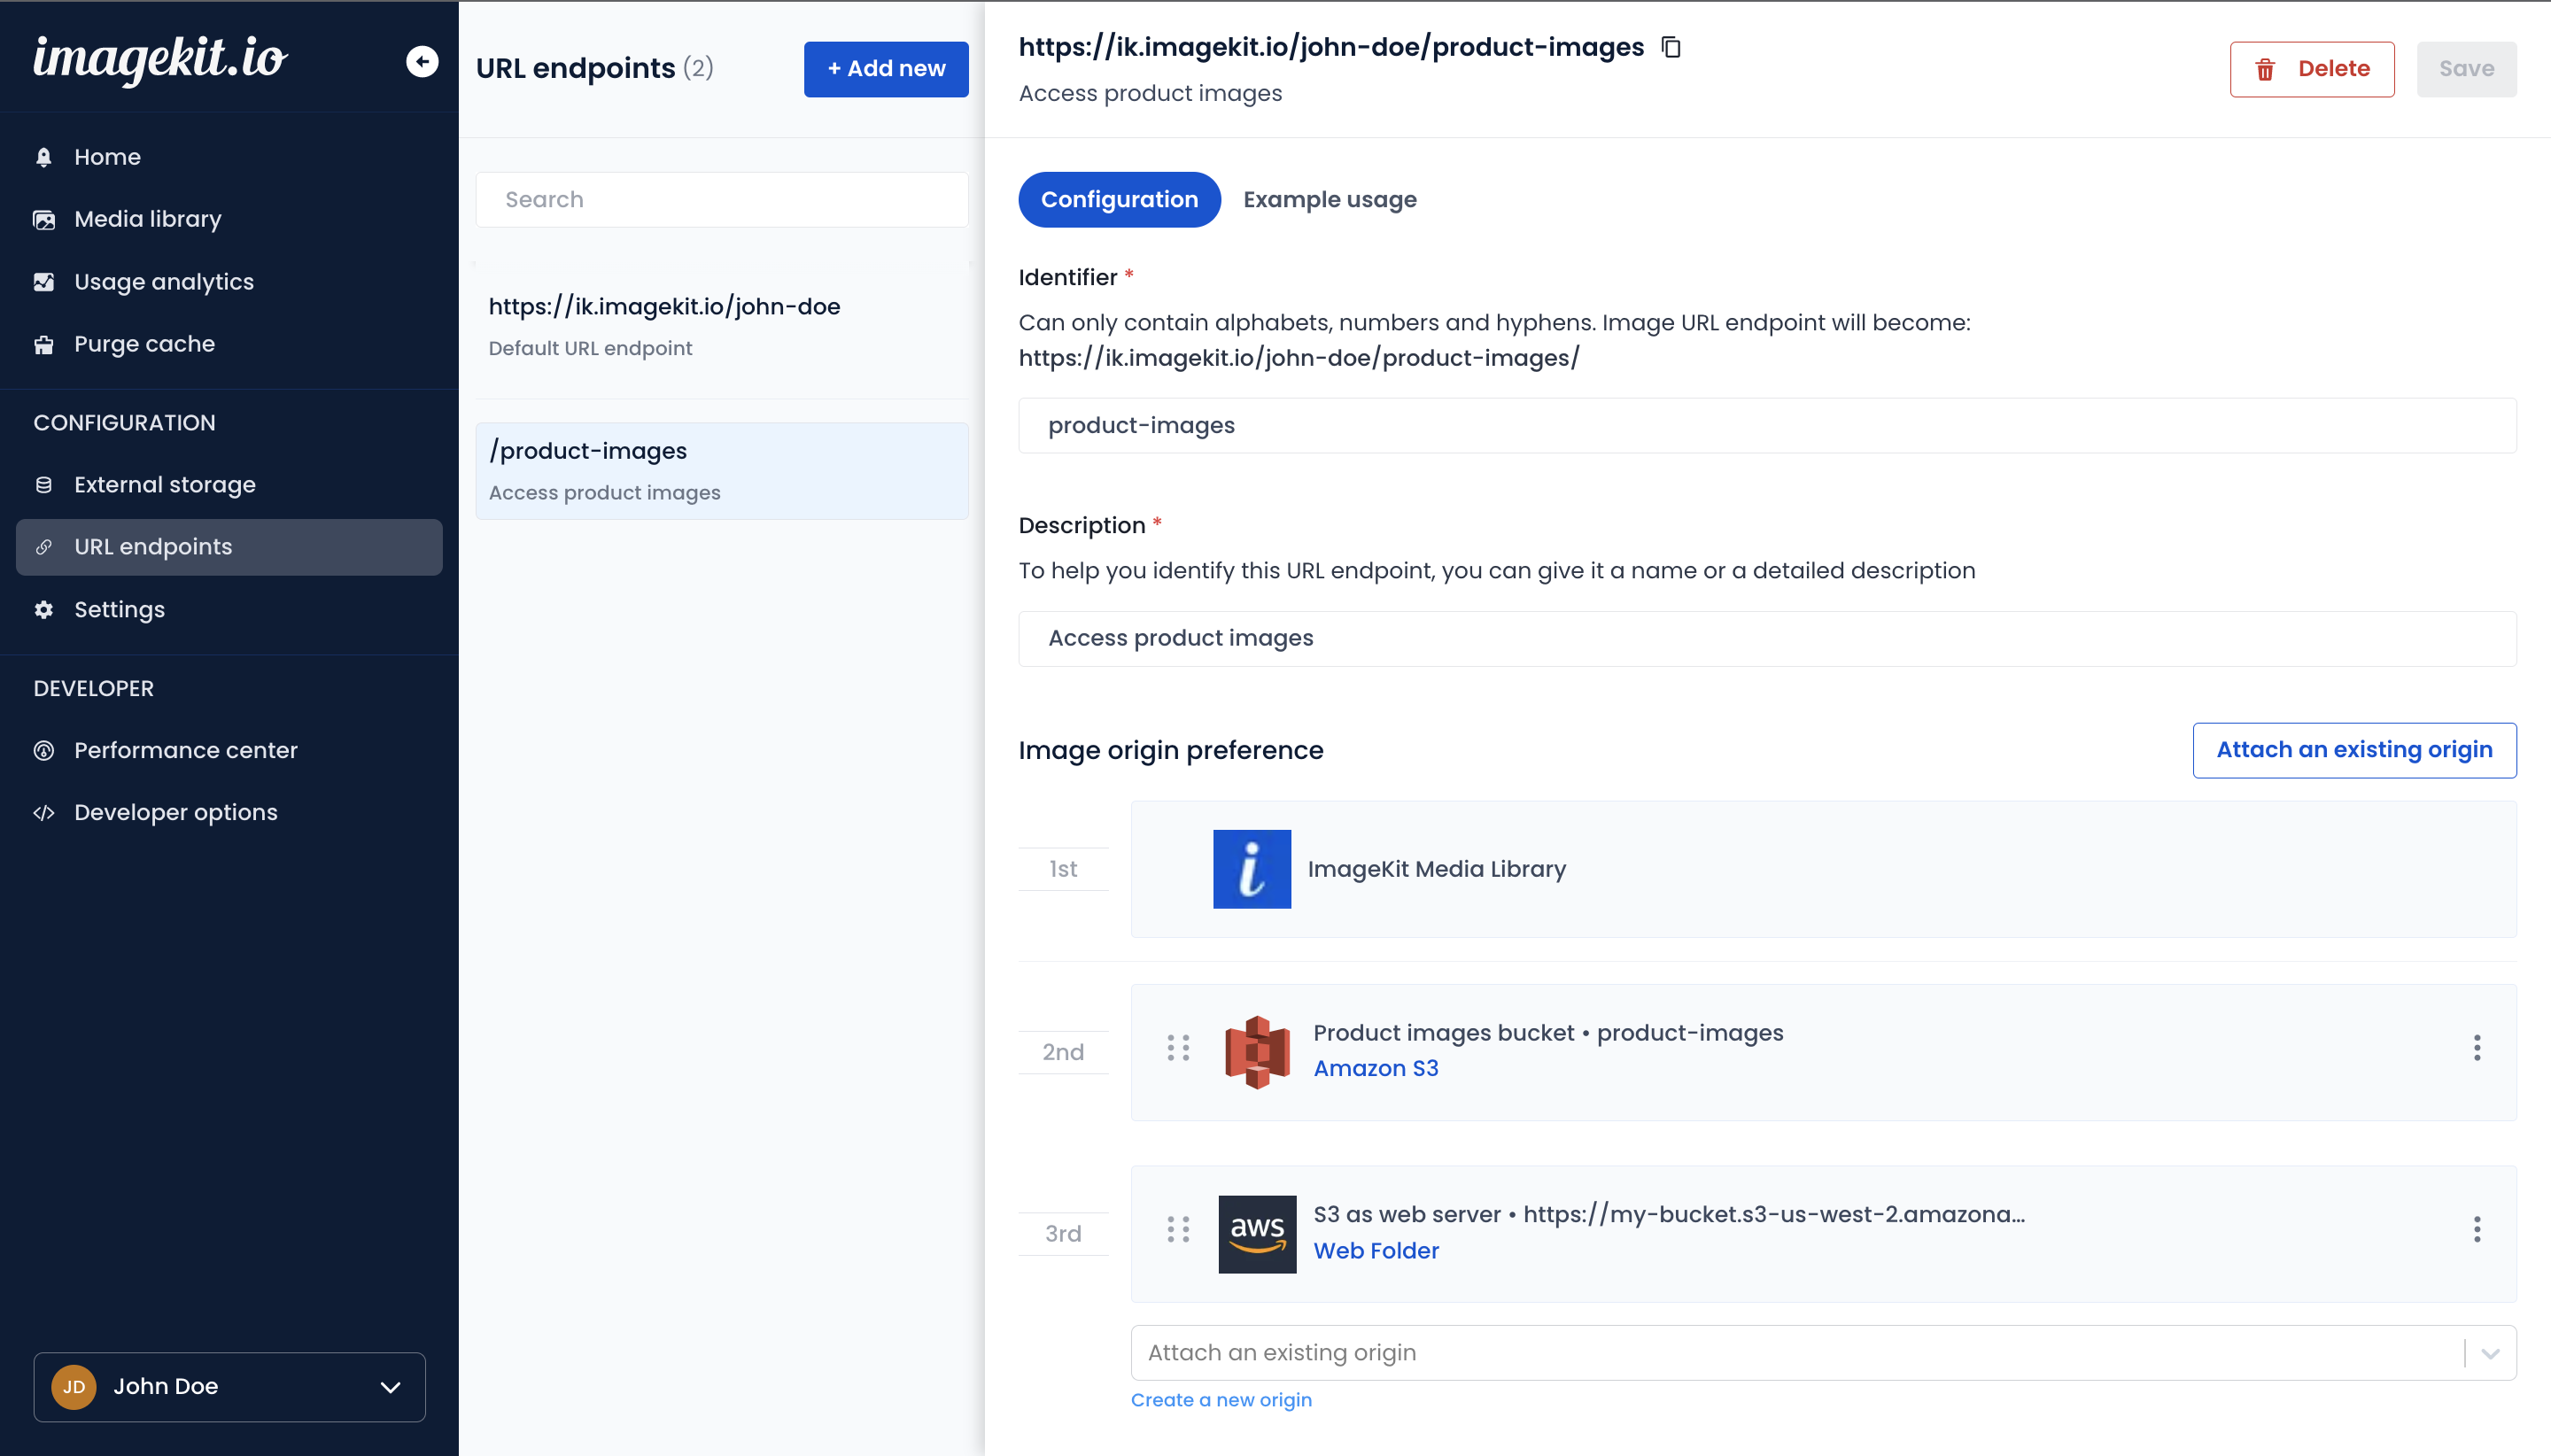 imagekit.io
Home
Media library
Usage analytics
Purge cache
CONFIGURATION
External storage
URL endpoints
Settings
DEVELOPER
Performance center
Developer options
JD
John Doe
URL endpoints (2)
+ Add new
Search
https://ik.imagekit.io/john-doe
Default URL endpoint
/product-images
Access product images
https://ik.imagekit.io/john-doe/product-images
Access product images
Delete
Save
Configuration
Example usage
Identifier *
Can only contain alphabets, numbers and hyphens. Image URL endpoint will become:
https://ik.imagekit.io/john-doe/product-images/
product-images
Description *
To help you identify this URL endpoint, you can give it a name or a detailed description
Access product images
Image origin preference
Attach an existing origin
1st
i
ImageKit Media Library
2nd
Product images bucket • product-images
Amazon S3
3rd
aws
S3 as web server • https://my-bucket.s3-us-west-2.amazona...
Web Folder
Attach an existing origin
Create a new origin